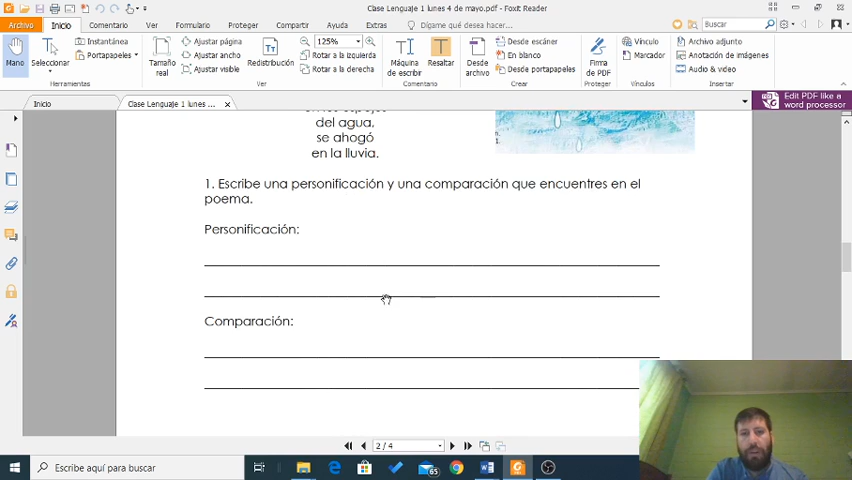 Clase Lenguaje 1 lunes 4 de mayo.pdf - Foxit Reader
Archivo Inicio Comentar Ver Formulario Proteger Compartir Ayuda Extras Dígame qué desea hacer... Buscar
Mano
Seleccionar
Instantánea
Portapapeles
Herramientas
Tamaño real
Ajustar página
Ajustar ancho
Ajustar visible
Redistribución
125%
Rotar a la izquierda
Rotar a la derecha
Ver
Máquina de escribir
Resaltar
Comentario
Desde archivo
Desde escáner
En blanco
Desde portapapeles
Crear
Firma de PDF
Proteger
Vínculo
Marcador
Vínculos
Archivo adjunto
Anotación de imágenes
Audio & vídeo
Insertar
Inicio
Clase Lenguaje 1 lunes 4 de mayo....
Edit PDF like a
word processor
del agua,
se ahogó
en la lluvia.
1. Escribe una personificación y una comparación que encuentres en el
poema.
Personificación:
Comparación:
2 / 4
Escribe aquí para buscar
65